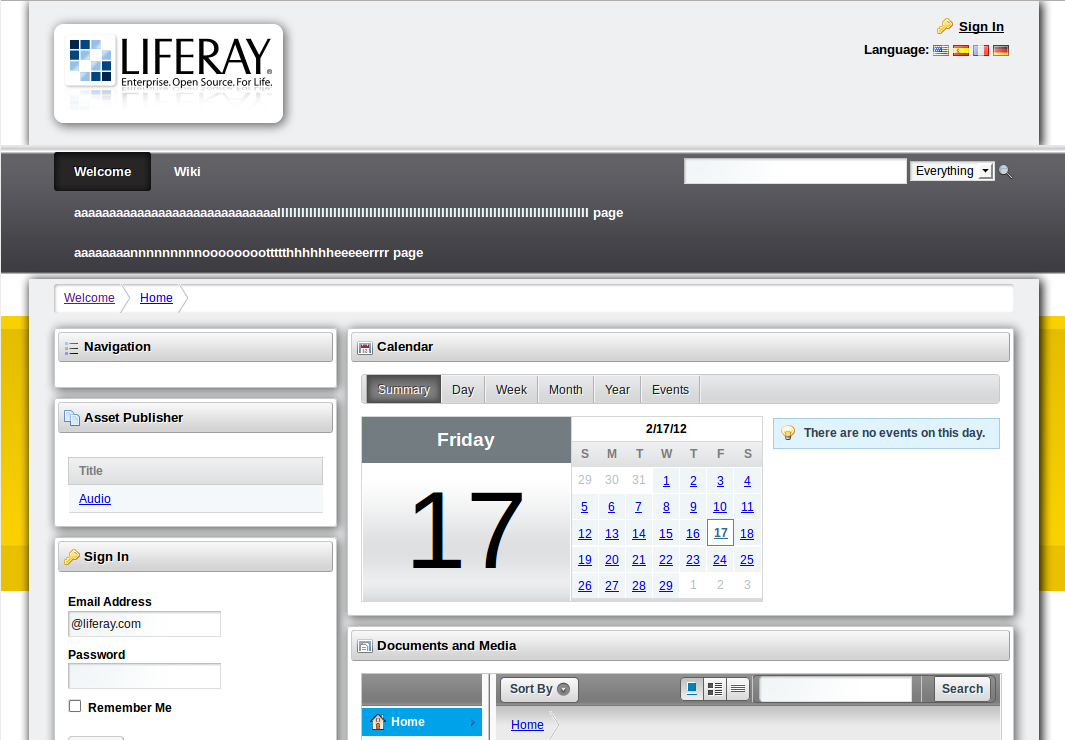 LIFERAY®
Enterprise. Open Source. For Life.
Sign In
Language:
Welcome Wiki
Everything
page
page
Welcome Home
Navigation
Asset Publisher
Title
Audio
Sign In
Email Address
@liferay.com
Password
Remember Me
Calendar
Summary Day Week Month Year Events
Friday
17
2/17/12
S M T W T F S
29 30 31 1 2 3 4
5 6 7 8 9 10 11
12 13 14 15 16 17 18
19 20 21 22 23 24 25
26 27 28 29 1 2 3
There are no events on this day.
Documents and Media
Sort By
Search
Home
Home